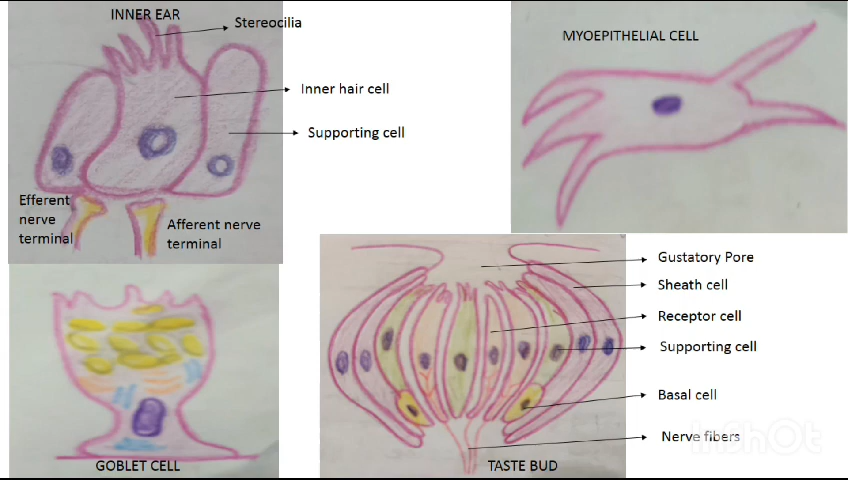 INNER EAR
Stereocilia
Inner hair cell
Supporting cell
Efferent
nerve
terminal
Afferent nerve
terminal
MYOEPITHELIAL CELL
GOBLET CELL
Gustatory Pore
Sheath cell
Receptor cell
Supporting cell
Basal cell
Nerve fibers
TASTE BUD
InShOt